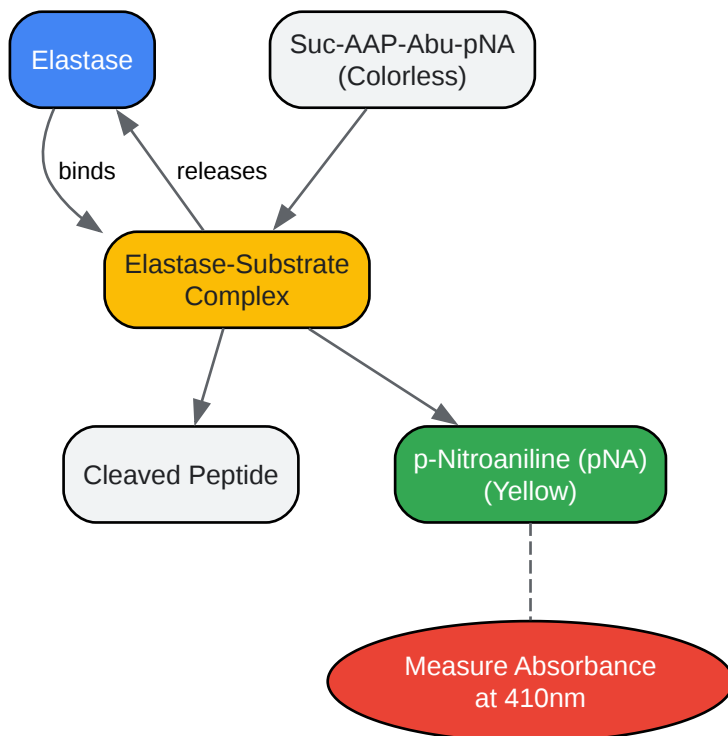 Elastase
Suc-AAP-Abu-pNA
(Colorless)
binds
releases
Elastase-Substrate
Complex
Cleaved Peptide
p-Nitroaniline (pNA)
(Yellow)
Measure Absorbance
at 410nm